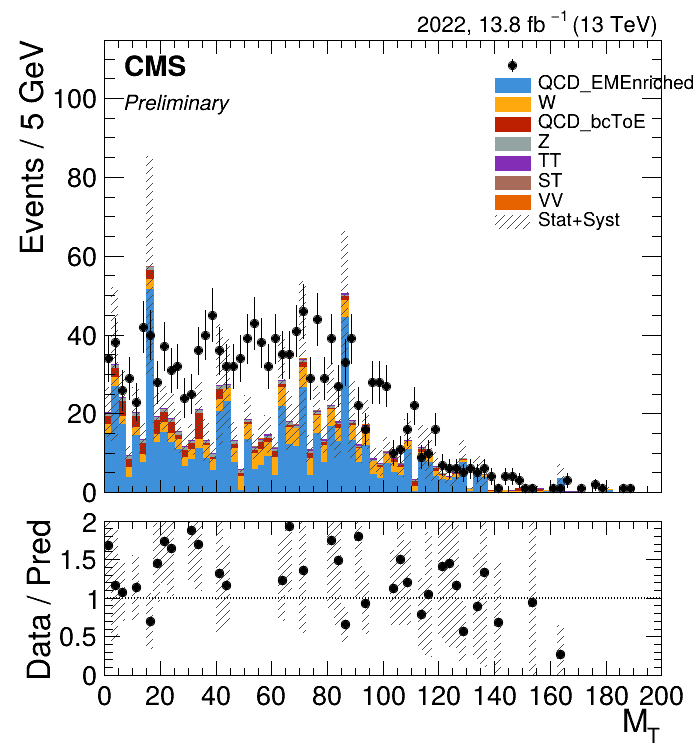 2022, 13.8 fb⁻¹ (13 TeV)
CMS
Preliminary
QCD_EMEnriched
W
QCD_bcToE
Z
TT
ST
VV
Stat+Syst
Events / 5 GeV
100
80
60
40
20
0
Data / Pred
2
1.5
1
0.5
0
0 20 40 60 80 100 120 140 160 180 200
M_T